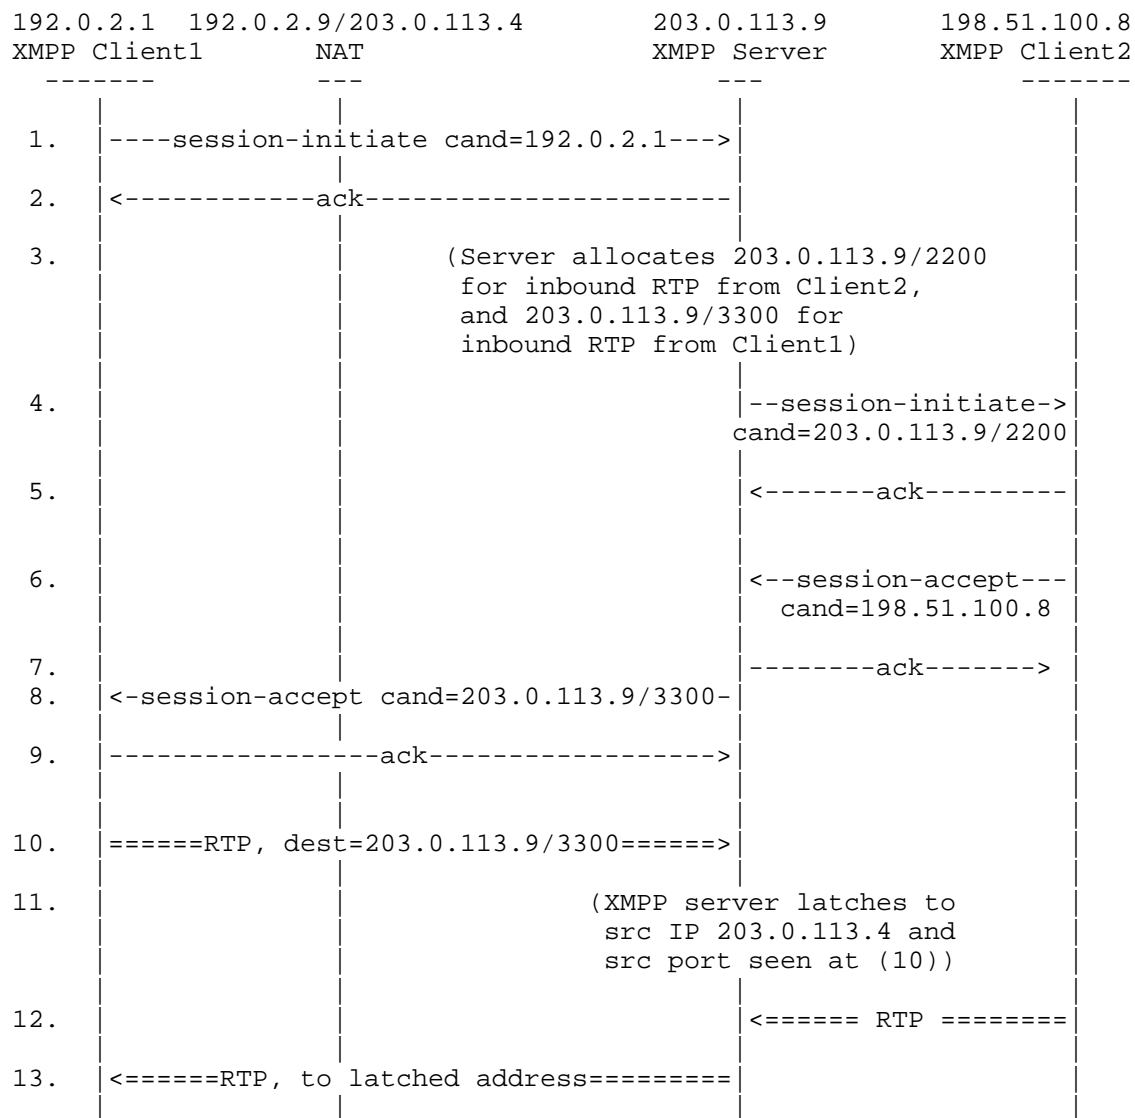 192.0.2.1  192.0.2.9/203.0.113.4        203.0.113.9       198.51.100.8
XMPP Client1       NAT                  XMPP Server       XMPP Client2
-------          ---                      ---                -------
1.  |----session-initiate cand=192.0.2.1--->|
2.  |<------------ack-----------------------|
3.                       (Server allocates 203.0.113.9/2200
for inbound RTP from Client2,
and 203.0.113.9/3300 for
inbound RTP from Client1)
4.                                          |--session-initiate->|
cand=203.0.113.9/2200|
5.                                          |<-------ack---------|
6.                                          |<--session-accept---|
cand=198.51.100.8
7.                                          |--------ack------->
8.  |<-session-accept cand=203.0.113.9/3300-|
9.  |-----------------ack------------------>|
10.  |======RTP, dest=203.0.113.9/3300======>|
11.                                (XMPP server latches to
src IP 203.0.113.4 and
src port seen at (10))
12.                                         |<====== RTP ========|
13.  |<======RTP, to latched address=========|